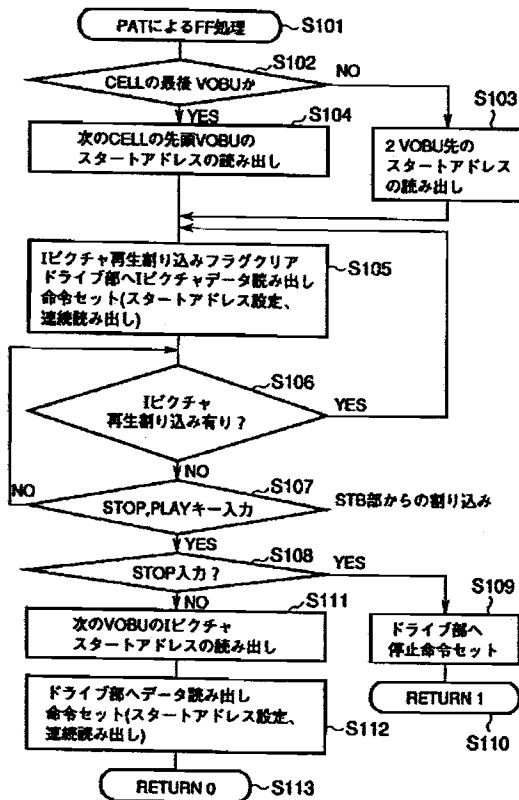 PATによるFF処理
S101
S102
CELLの最後 VOBUか
NO
YES
S104
次のCELLの先頭VOBUの
スタートアドレスの読み出し
S103
2 VOBU先の
スタートアドレス
の読み出し
Iピクチャ再生割り込みフラグクリア
ドライブ部へIピクチャデータ読み出し
命令セット(スタートアドレス設定、
連続読み出し)
S105
S106
Iピクチャ
再生割り込み有り？
YES
NO
S107
NO
STOP,PLAYキー入力
STB部からの割り込み
YES
S108
STOP入力？
YES
NO
S111
次のVOBUのIピクチャ
スタートアドレスの読み出し
S109
ドライブ部へ
停止命令セット
ドライブ部へデータ読み出し
命令セット(スタートアドレス設定、
連続読み出し)
S112
RETURN 1
S110
RETURN 0
S113